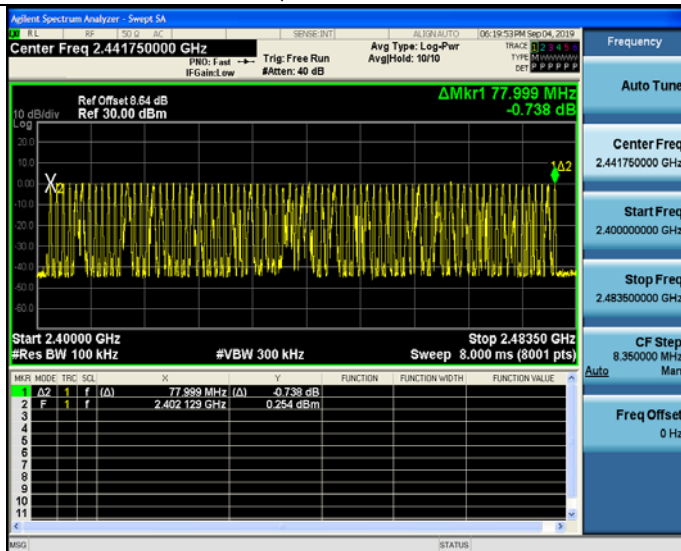 Agilent Spectrum Analyzer - Swept SA
RL RF 50 Ω AC SENSE:INT ALIGN AUTO 06:19:53 PM Sep 04, 2019
Center Freq 2.441750000 GHz
PNO: Fast
IFGain:Low
Trig: Free Run
#Atten: 40 dB
Avg Type: Log-Pwr
Avg|Hold: 10/10
TRACE 1 2 3 4 5 6
TYPE MWWWWW
DET P P P P P P
Frequency
Auto Tune
Center Freq
2.441750000 GHz
Start Freq
2.400000000 GHz
Stop Freq
2.483500000 GHz
CF Step
8.350000 MHz
Auto Man
Freq Offset
0 Hz
10 dB/div
Log
Ref Offset 8.64 dB
Ref 30.00 dBm
ΔMkr1 77.999 MHz
-0.738 dB
20.0
10.0
0.00
-10.0
-20.0
-30.0
-40.0
-50.0
-60.0
X2
1Δ2
Start 2.40000 GHz
#Res BW 100 kHz
#VBW 300 kHz
Stop 2.48350 GHz
Sweep 8.000 ms (8001 pts)
MKR MODE TRC SCL X Y FUNCTION FUNCTION WIDTH FUNCTION VALUE
1 Δ2 1 f (Δ) 77.999 MHz (Δ) -0.738 dB
2 F 1 f 2.402 129 GHz 0.254 dBm
3
4
5
6
7
8
9
10
11
MSG STATUS